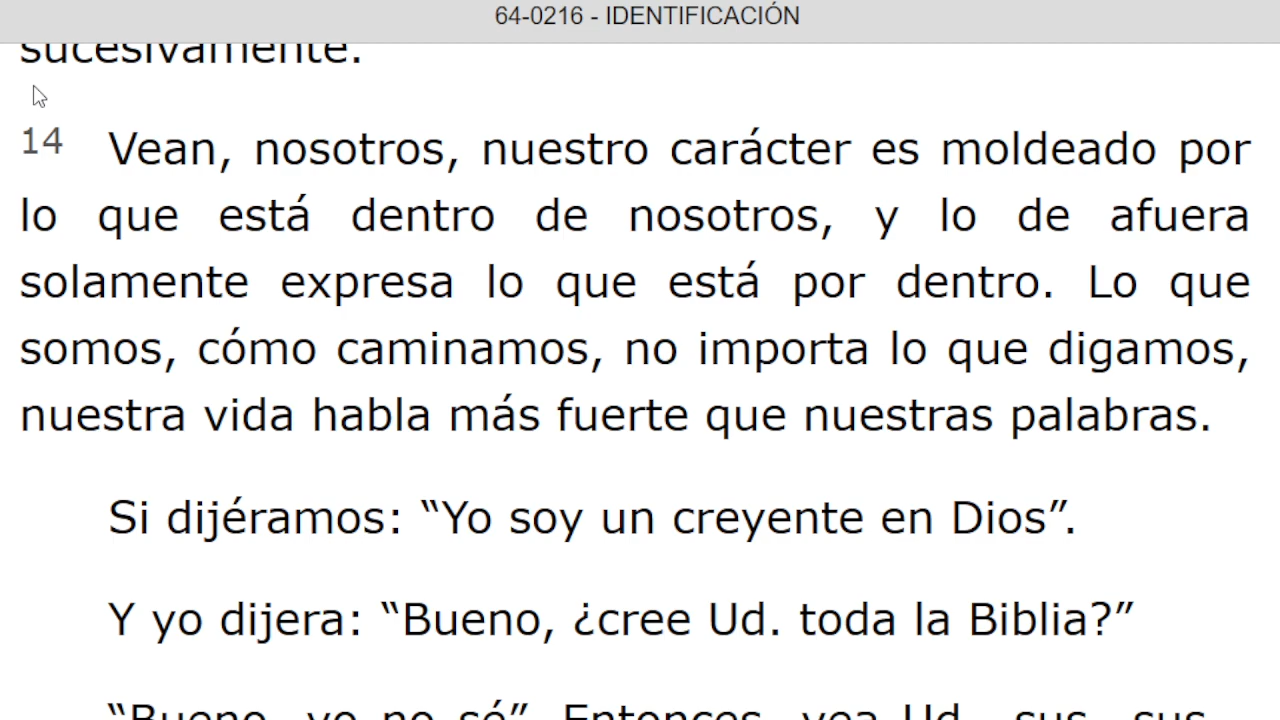 64-0216 - IDENTIFICACIÓN
sucesivamente.
14 Vean, nosotros, nuestro carácter es moldeado por
lo que está dentro de nosotros, y lo de afuera
solamente expresa lo que está por dentro. Lo que
somos, cómo caminamos, no importa lo que digamos,
nuestra vida habla más fuerte que nuestras palabras.
Si dijéramos: “Yo soy un creyente en Dios”.
Y yo dijera: “Bueno, ¿cree Ud. toda la Biblia?”
“Bueno, yo no sé”. Entonces, vea Ud., sus, sus